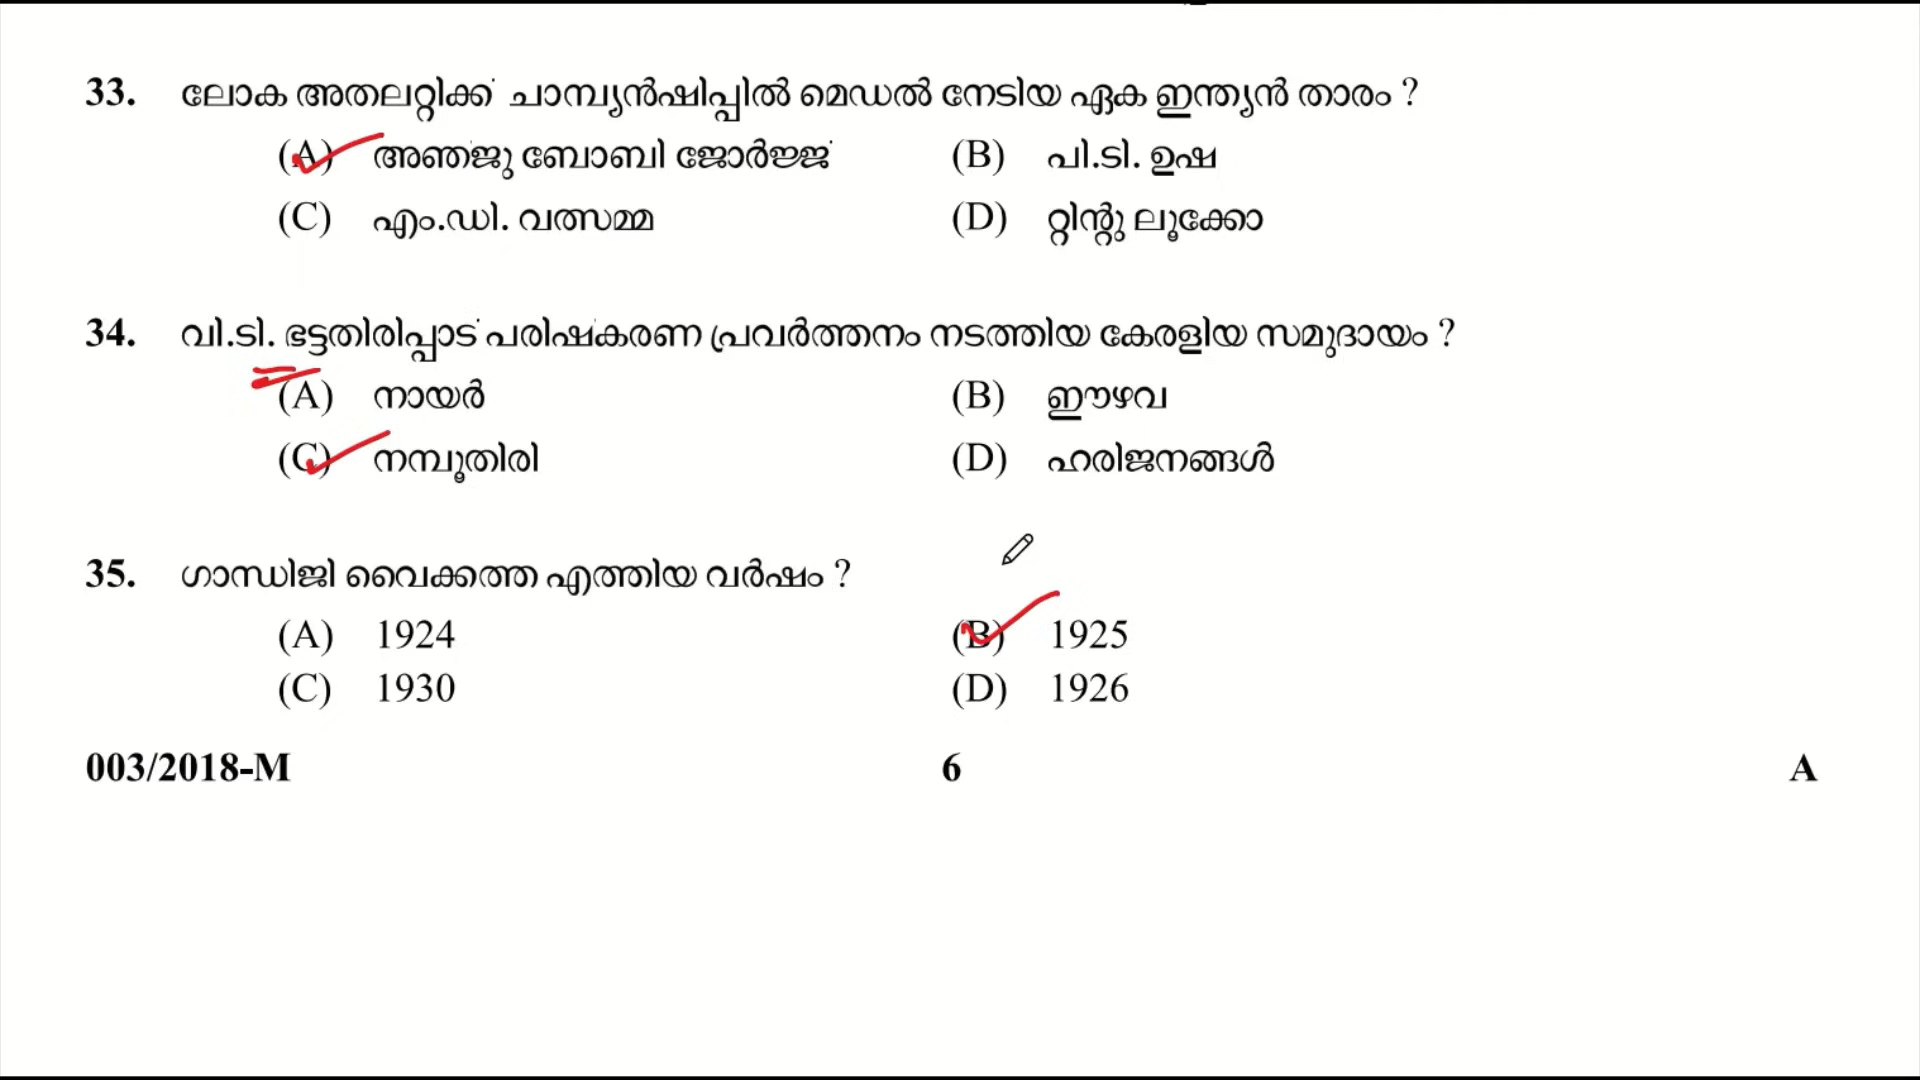 33. ലോക അതലറ്റിക്ക് ചാമ്പ്യൻഷിപ്പിൽ മെഡൽ നേടിയ ഏക ഇന്ത്യൻ താരം ?
(A) അഞ്ജു ബോബി ജോർജ്ജ് (B) പി.ടി. ഉഷ
(C) എം.ഡി. വത്സമ്മ (D) റ്റിന്റു ലൂക്കോ
34. വി.ടി. ഭട്ടതിരിപ്പാട് പരിഷ്കരണ പ്രവർത്തനം നടത്തിയ കേരളിയ സമുദായം ?
(A) നായർ (B) ഈഴവ
(C) നമ്പൂതിരി (D) ഹരിജനങ്ങൾ
35. ഗാന്ധിജി വൈക്കത്ത എത്തിയ വർഷം ?
(A) 1924 (B) 1925
(C) 1930 (D) 1926
003/2018-M 6 A